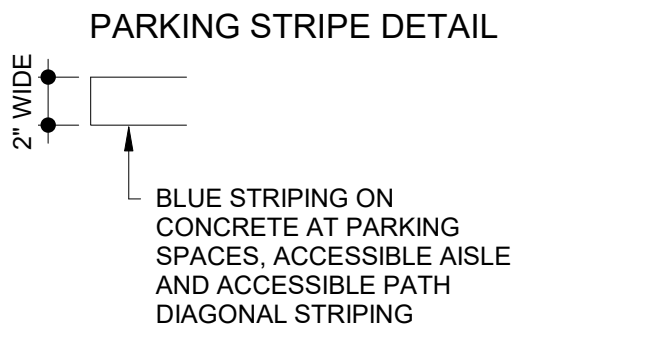 PARKING STRIPE DETAIL
2" WIDE
BLUE STRIPING ON
CONCRETE AT PARKING
SPACES, ACCESSIBLE AISLE
AND ACCESSIBLE PATH
DIAGONAL STRIPING